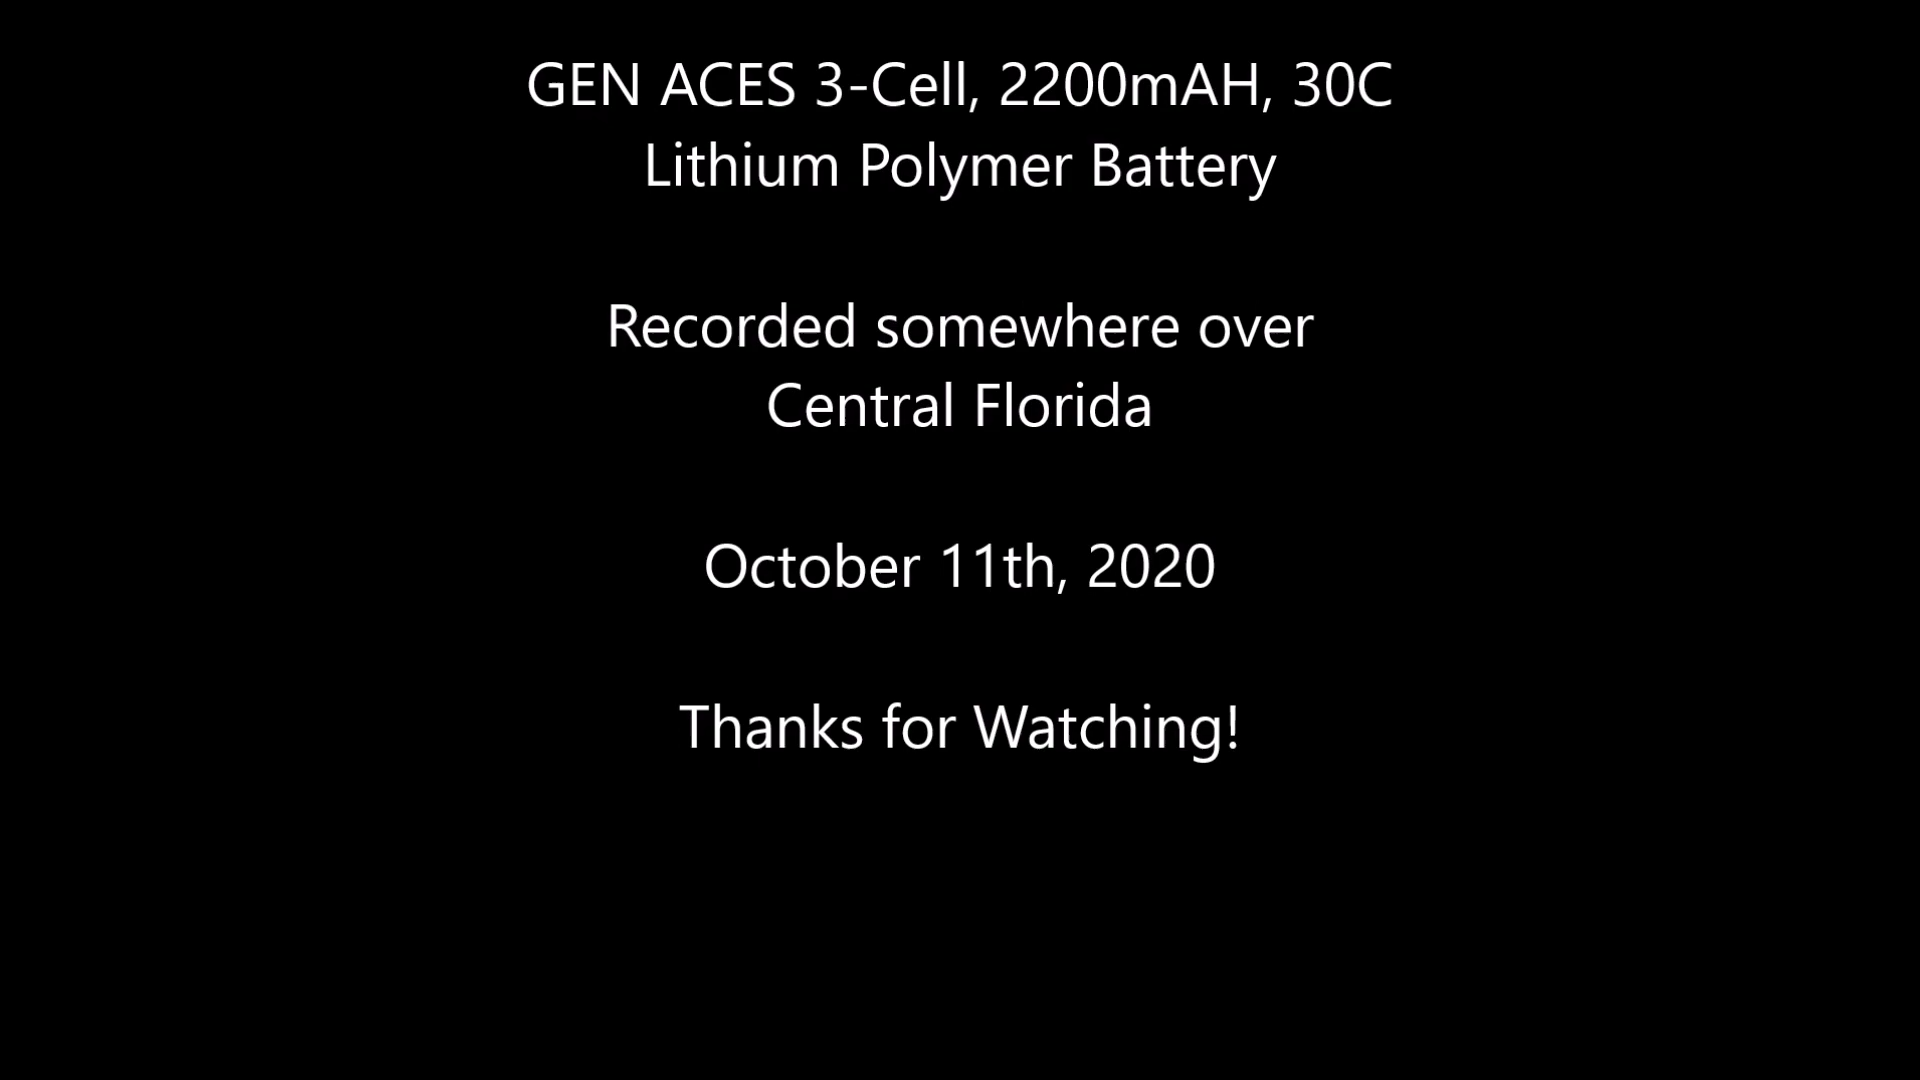 GEN ACES 3-Cell, 2200mAH, 30C
Lithium Polymer Battery
Recorded somewhere over
Central Florida
October 11th, 2020
Thanks for Watching!